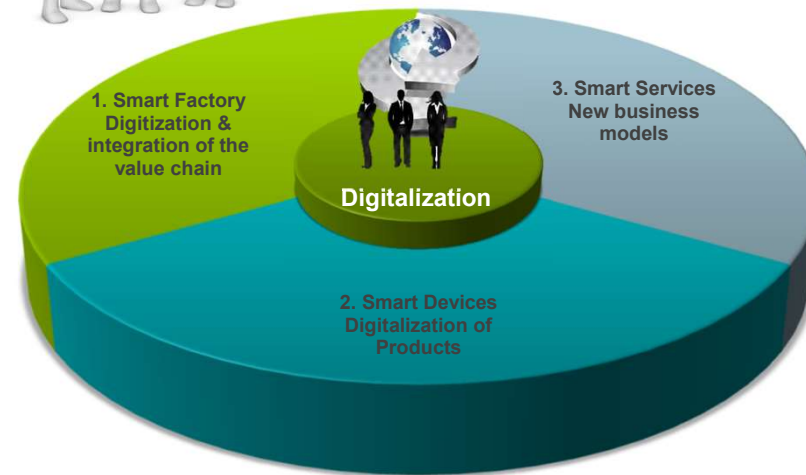 1. Smart Factory
Digitization &
integration of the
value chain
3. Smart Services
New business
models
Digitalization
2. Smart Devices
Digitalization of
Products